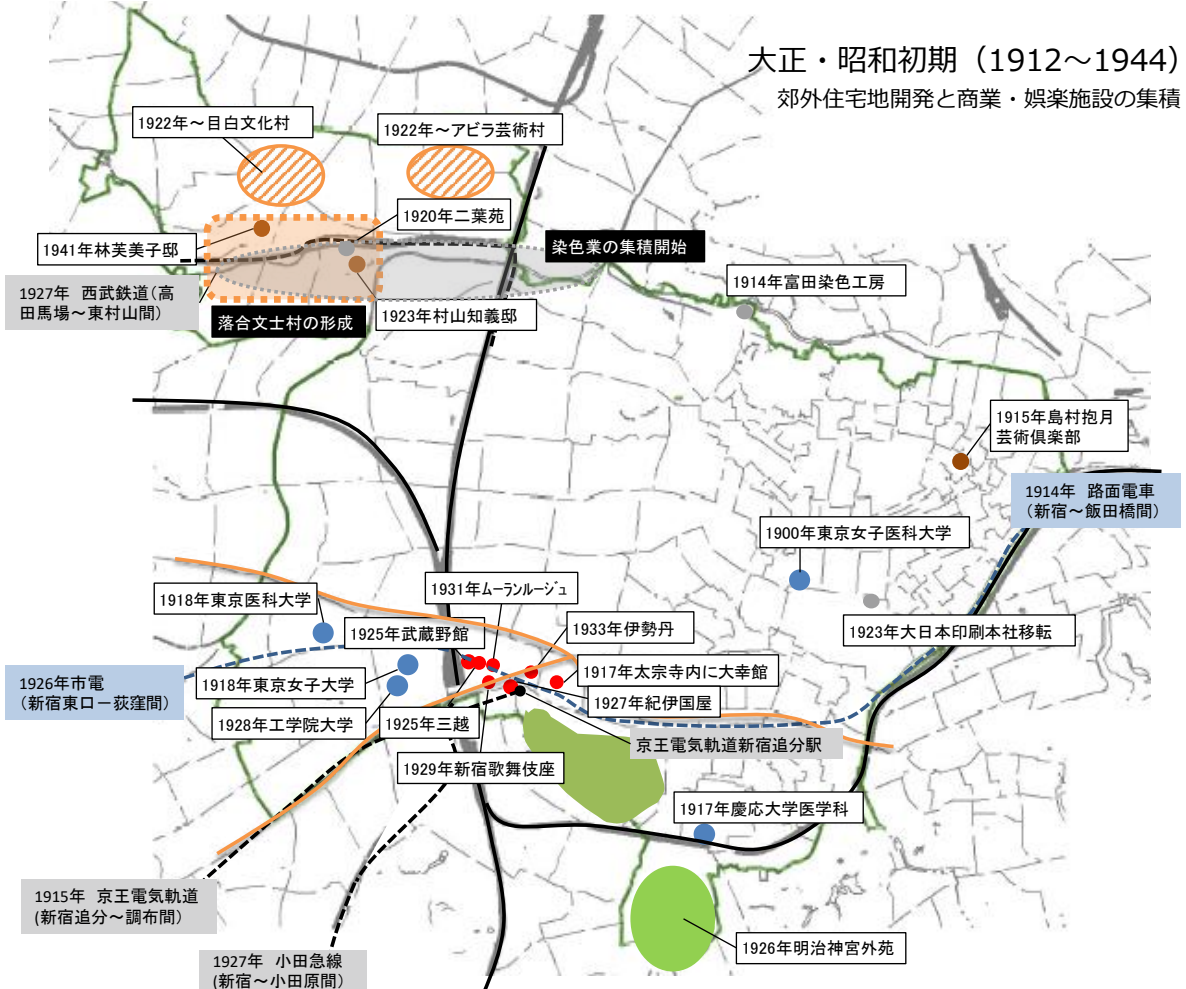 大正・昭和初期（1912～1944）
郊外住宅地開発と商業・娯楽施設の集積
1922年～目白文化村
1922年～アビラ芸術村
1920年二葉苑
1941年林芙美子邸
染色業の集積開始
1927年 西武鉄道（高
田馬場～東村山間）
1914年富田染色工房
落合文士村の形成
1923年村山知義邸
1915年島村抱月
芸術倶楽部
1914年 路面電車
（新宿～飯田橋間）
1900年東京女子医科大学
1931年ムーランルージュ
1918年東京医科大学
1925年武蔵野館
1933年伊勢丹
1923年大日本印刷本社移転
1926年市電
（新宿東口ー荻窪間）
1918年東京女子大学
1917年太宗寺内に大幸館
1927年紀伊国屋
1928年工学院大学
1925年三越
京王電気軌道新宿追分駅
1929年新宿歌舞伎座
1917年慶応大学医学科
1915年 京王電気軌道
(新宿追分～調布間）
1926年明治神宮外苑
1927年 小田急線
(新宿～小田原間）